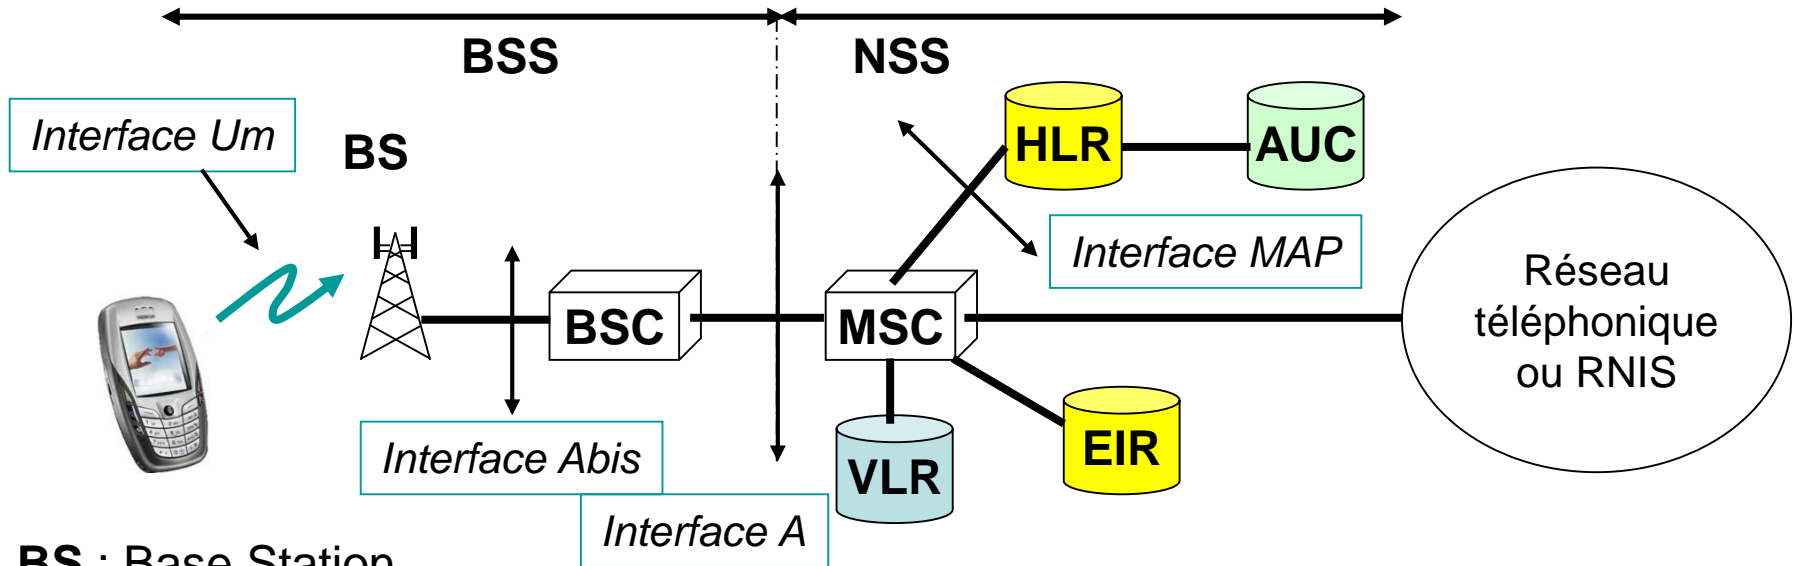 BSS
NSS
Interface Um
BS
HLR
AUC
Interface MAP
BSC
MSC
Réseau
téléphonique
ou RNIS
Interface Abis
VLR
EIR
Interface A
BS : Base Station